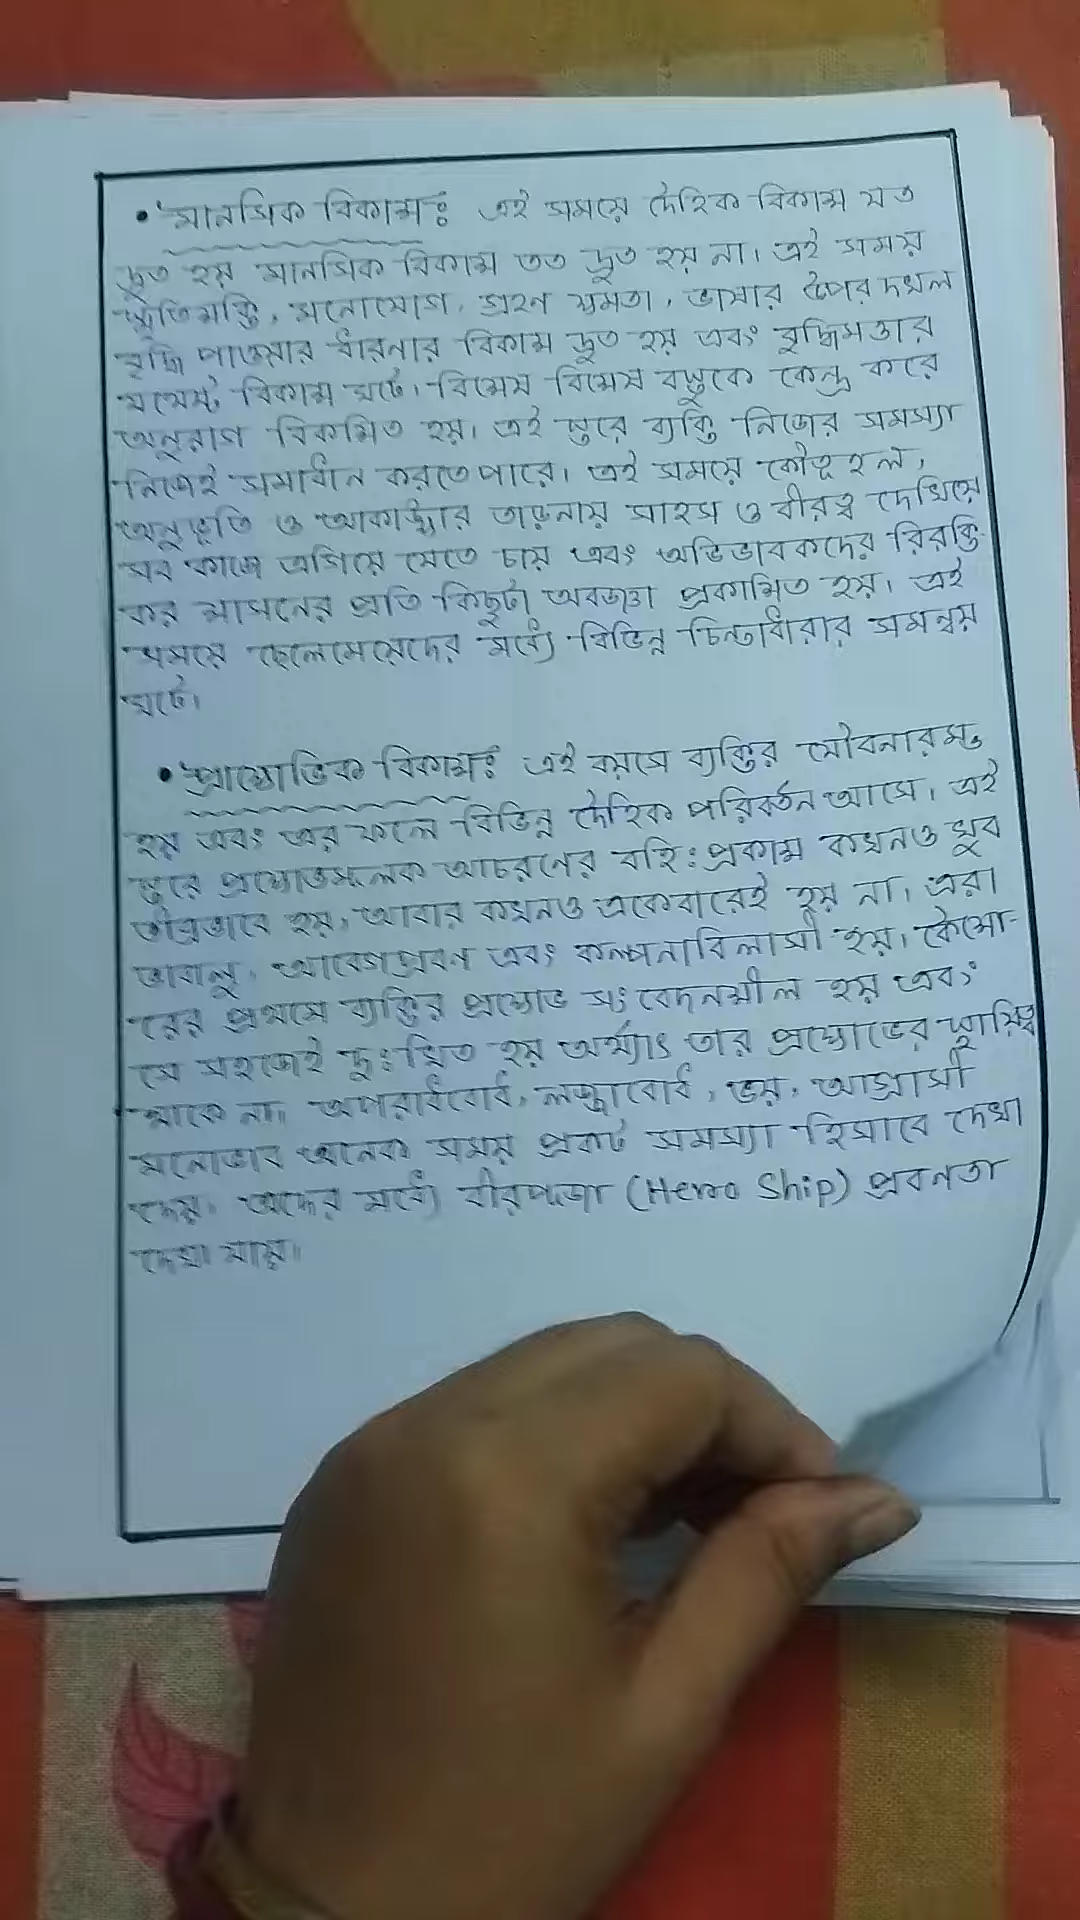 • মানসিক বিকাশঃ এই সময়ে দৈহিক বিকাশ যত
দ্রুত হয় মানসিক বিকাশ তত দ্রুত হয় না। এই সময়
স্মৃতিশক্তি, মনোযোগ, গ্রহণ ক্ষমতা, ভাষার উপর দখল
বৃদ্ধি পাওয়ার ধারনার বিকাশ দ্রুত হয় এবং বুদ্ধিমত্তার
যথেষ্ট বিকাশ ঘটে। বিশেষ বিশেষ বস্তুকে কেন্দ্র করে
অনুরাগ বিকশিত হয়। এই স্তরে ব্যক্তি নিজের সমস্যা
নিজেই সমাধান করতে পারে। এই সময়ে কৌতূহল,
অনুভূতি ও আকাঙ্খার তাড়নায় সাহস ও বীরত্ব দেখিয়ে
সব কাজে এগিয়ে যেতে চায় এবং অভিভাবকদের বিরক্তি-
কর শাসনের প্রতি কিছুটা অবজ্ঞা প্রকাশিত হয়। এই
সময়ে ছেলেমেয়েদের মধ্যে বিভিন্ন চিন্তাধারার সমন্বয়
ঘটে।
• প্রাক্ষোভিক বিকাশঃ এই বয়সে ব্যক্তির যৌবনারম্ভ
হয় এবং এর ফলে বিভিন্ন দৈহিক পরিবর্তন আসে। এই
স্তরে প্রক্ষোভমূলক আচরণের বহিঃপ্রকাশ কখনও খুব
তীব্রভাবে হয়, আবার কখনও একেবারেই হয় না। এরা
ভাবালু, আবেগপ্রবণ এবং কল্পনাবিলাসী হয়। কৈশো-
রের প্রথমে ব্যক্তির প্রক্ষোভ সংবেদনশীল হয় এবং
সে সহজেই দুঃখিত হয় অর্থ্যাৎ তার প্রক্ষোভের স্থায়িত্ব
থাকে না। অপরাধবোধ, লজ্জাবোধ, ভয়, আগ্রাসী
মনোভাব অনেক সময় প্রকট সমস্যা হিসাবে দেখা
দেয়। এদের মধ্যে বীরপূজা (Hero Ship) প্রবনতা
দেখা যায়।